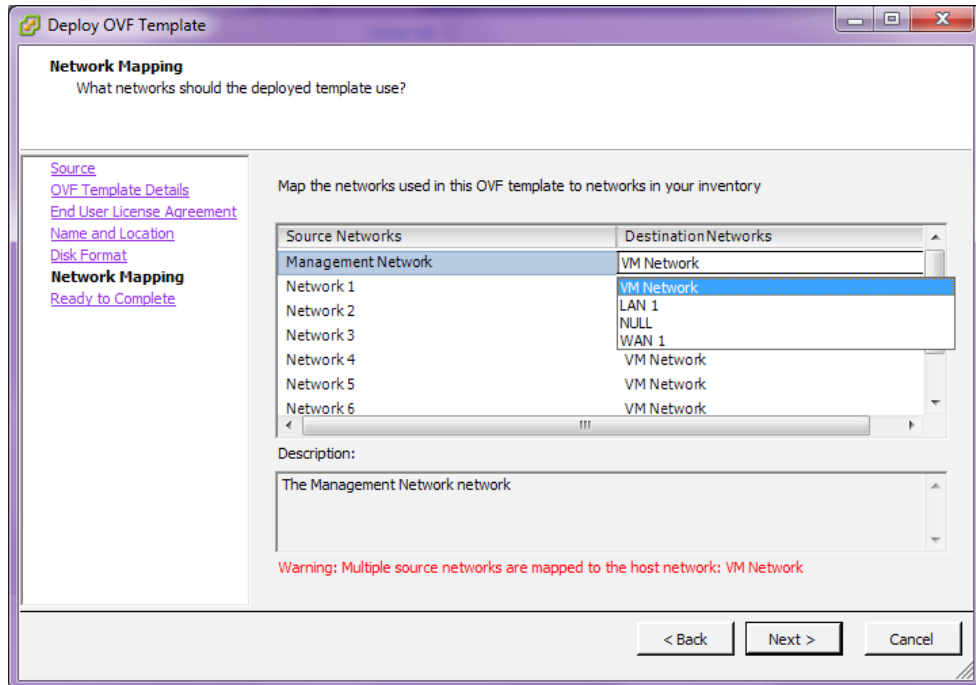 Deploy OVF Template
Network Mapping
What networks should the deployed template use?
Source
OVF Template Details
End User License Agreement
Name and Location
Disk Format
Network Mapping
Ready to Complete
Map the networks used in this OVF template to networks in your inventory
Source Networks Destination Networks
Management Network VM Network
Network 1 VM Network
Network 2 LAN 1
Network 3 NULL
WAN 1
Network 4 VM Network
Network 5 VM Network
Network 6 VM Network
Description:
The Management Network network
Warning: Multiple source networks are mapped to the host network: VM Network
< Back Next > Cancel